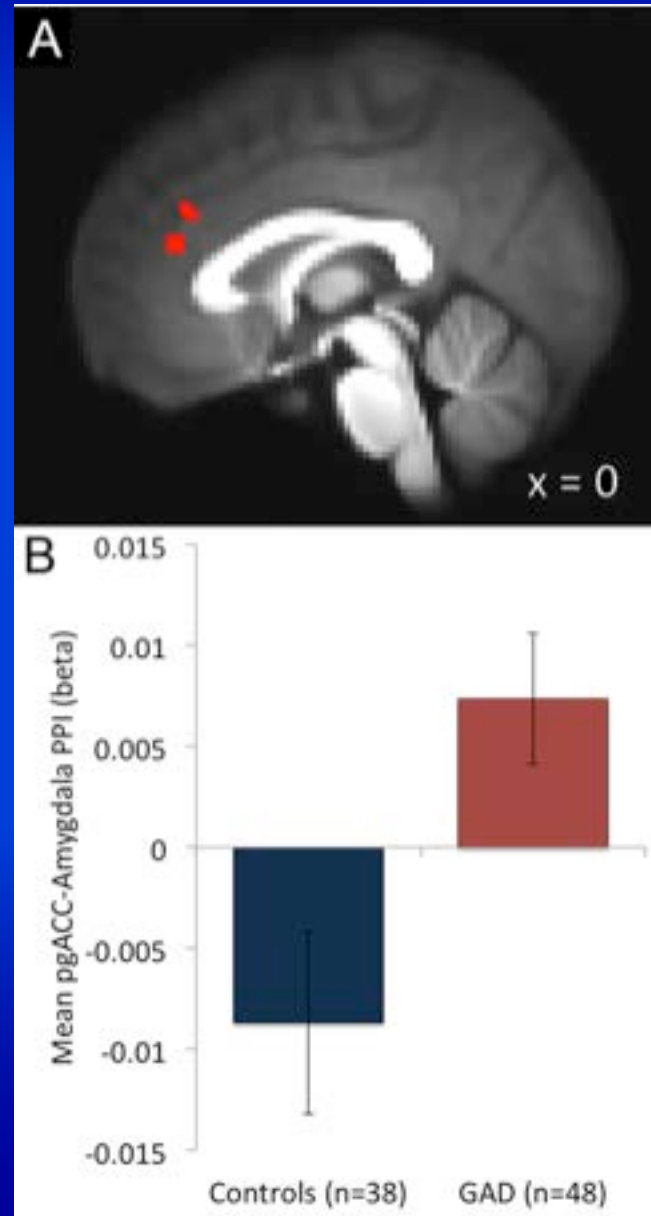 A
x = 0
B
Mean pgACC-Amygdala PPI (beta)
0.015
0.01
0.005
0
-0.005
-0.01
-0.015
Controls (n=38)
GAD (n=48)